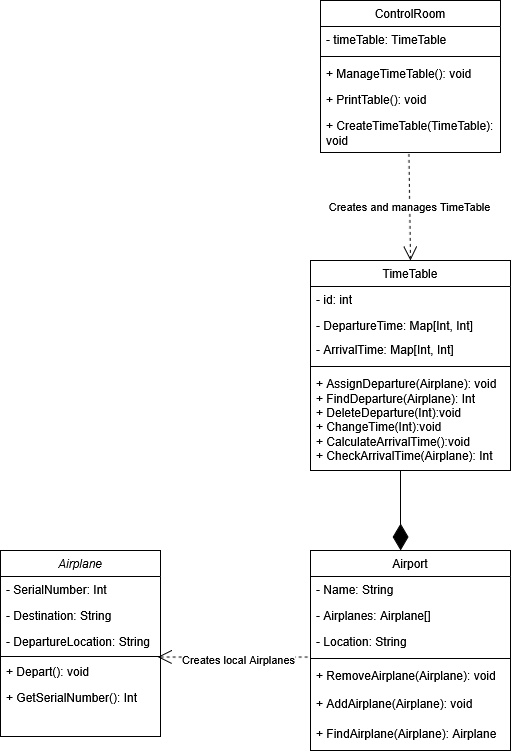 ControlRoom
- timeTable: TimeTable
+ ManageTimeTable(): void
+ PrintTable(): void
+ CreateTimeTable(TimeTable):
void
Creates and manages TimeTable
TimeTable
- id: int
- DepartureTime: Map[Int, Int]
- ArrivalTime: Map[Int, Int]
+ AssignDeparture(Airplane): void
+ FindDeparture(Airplane): Int
+ DeleteDeparture(Int):void
+ ChangeTime(Int):void
+ CalculateArrivalTime():void
+ CheckArrivalTime(Airplane): Int
Airplane
- SerialNumber: Int
- Destination: String
- DepartureLocation: String
+ Depart(): void
+ GetSerialNumber(): Int
Creates local Airplanes
Airport
- Name: String
- Airplanes: Airplane[]
- Location: String
+ RemoveAirplane(Airplane): void
+ AddAirplane(Airplane): void
+ FindAirplane(Airplane): Airplane